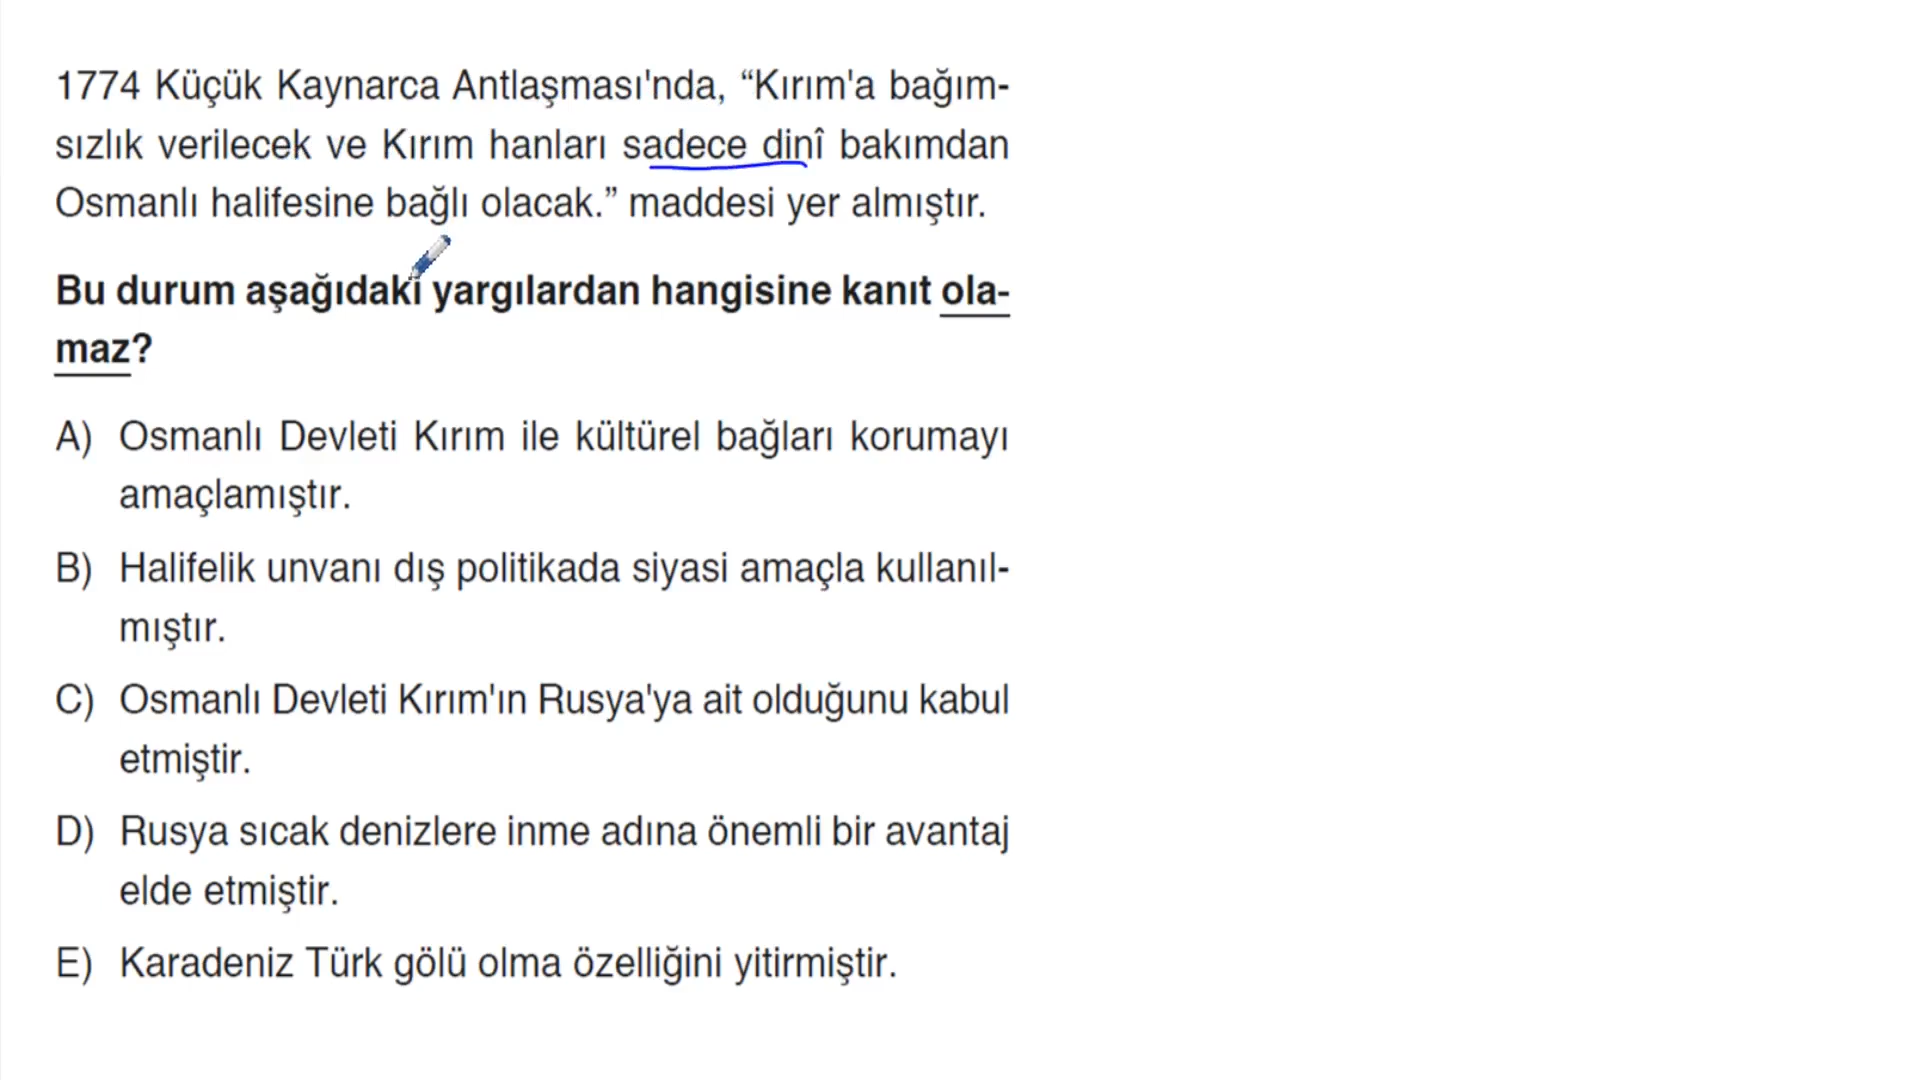 1774 Küçük Kaynarca Antlaşması'nda, “Kırım'a bağım-
sızlık verilecek ve Kırım hanları sadece dinî bakımdan
Osmanlı halifesine bağlı olacak.” maddesi yer almıştır.
Bu durum aşağıdaki yargılardan hangisine kanıt ola-
maz?
A) Osmanlı Devleti Kırım ile kültürel bağları korumayı
amaçlamıştır.
B) Halifelik unvanı dış politikada siyasi amaçla kullanıl-
mıştır.
C) Osmanlı Devleti Kırım'ın Rusya'ya ait olduğunu kabul
etmiştir.
D) Rusya sıcak denizlere inme adına önemli bir avantaj
elde etmiştir.
E) Karadeniz Türk gölü olma özelliğini yitirmiştir.